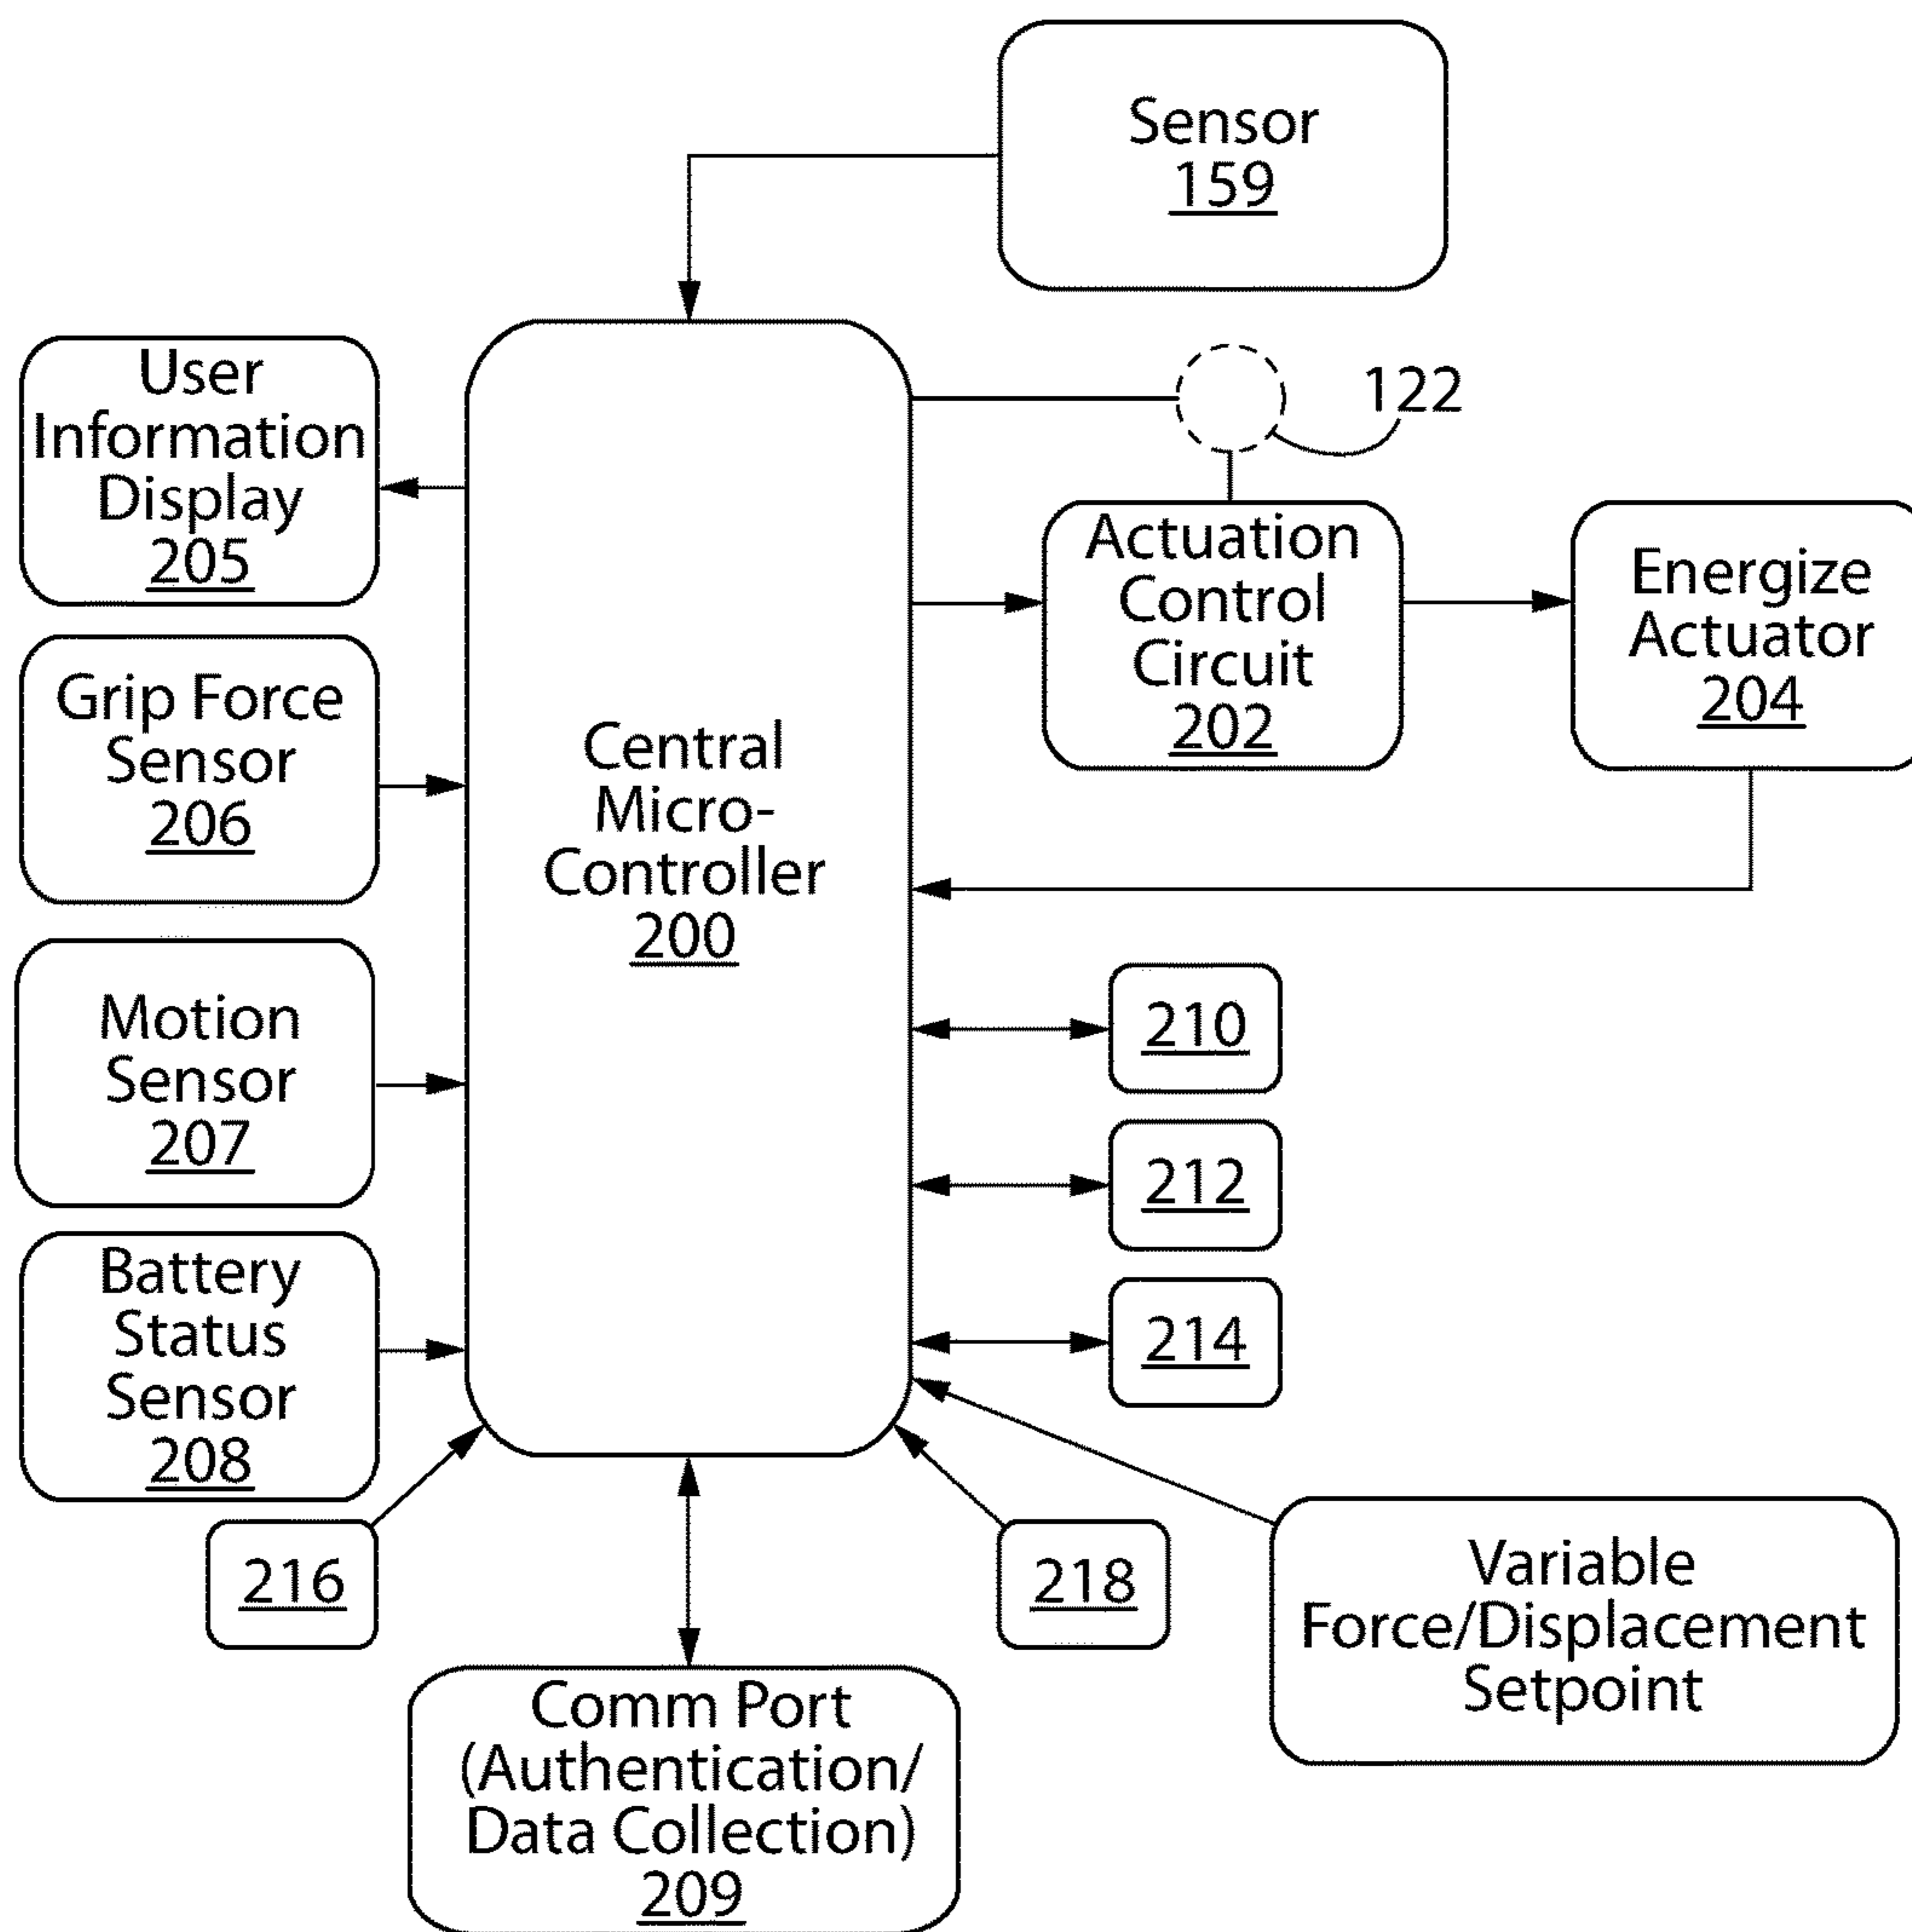 Sensor
159
User
Information
Display
205
122
Actuation
Control
Circuit
202
Energize
Actuator
204
Grip Force
Sensor
206
Central
Micro-
Controller
200
Motion
Sensor
207
210
212
214
Battery
Status
Sensor
208
216
218
Variable
Force/Displacement
Setpoint
Comm Port
(Authentication/
Data Collection)
209